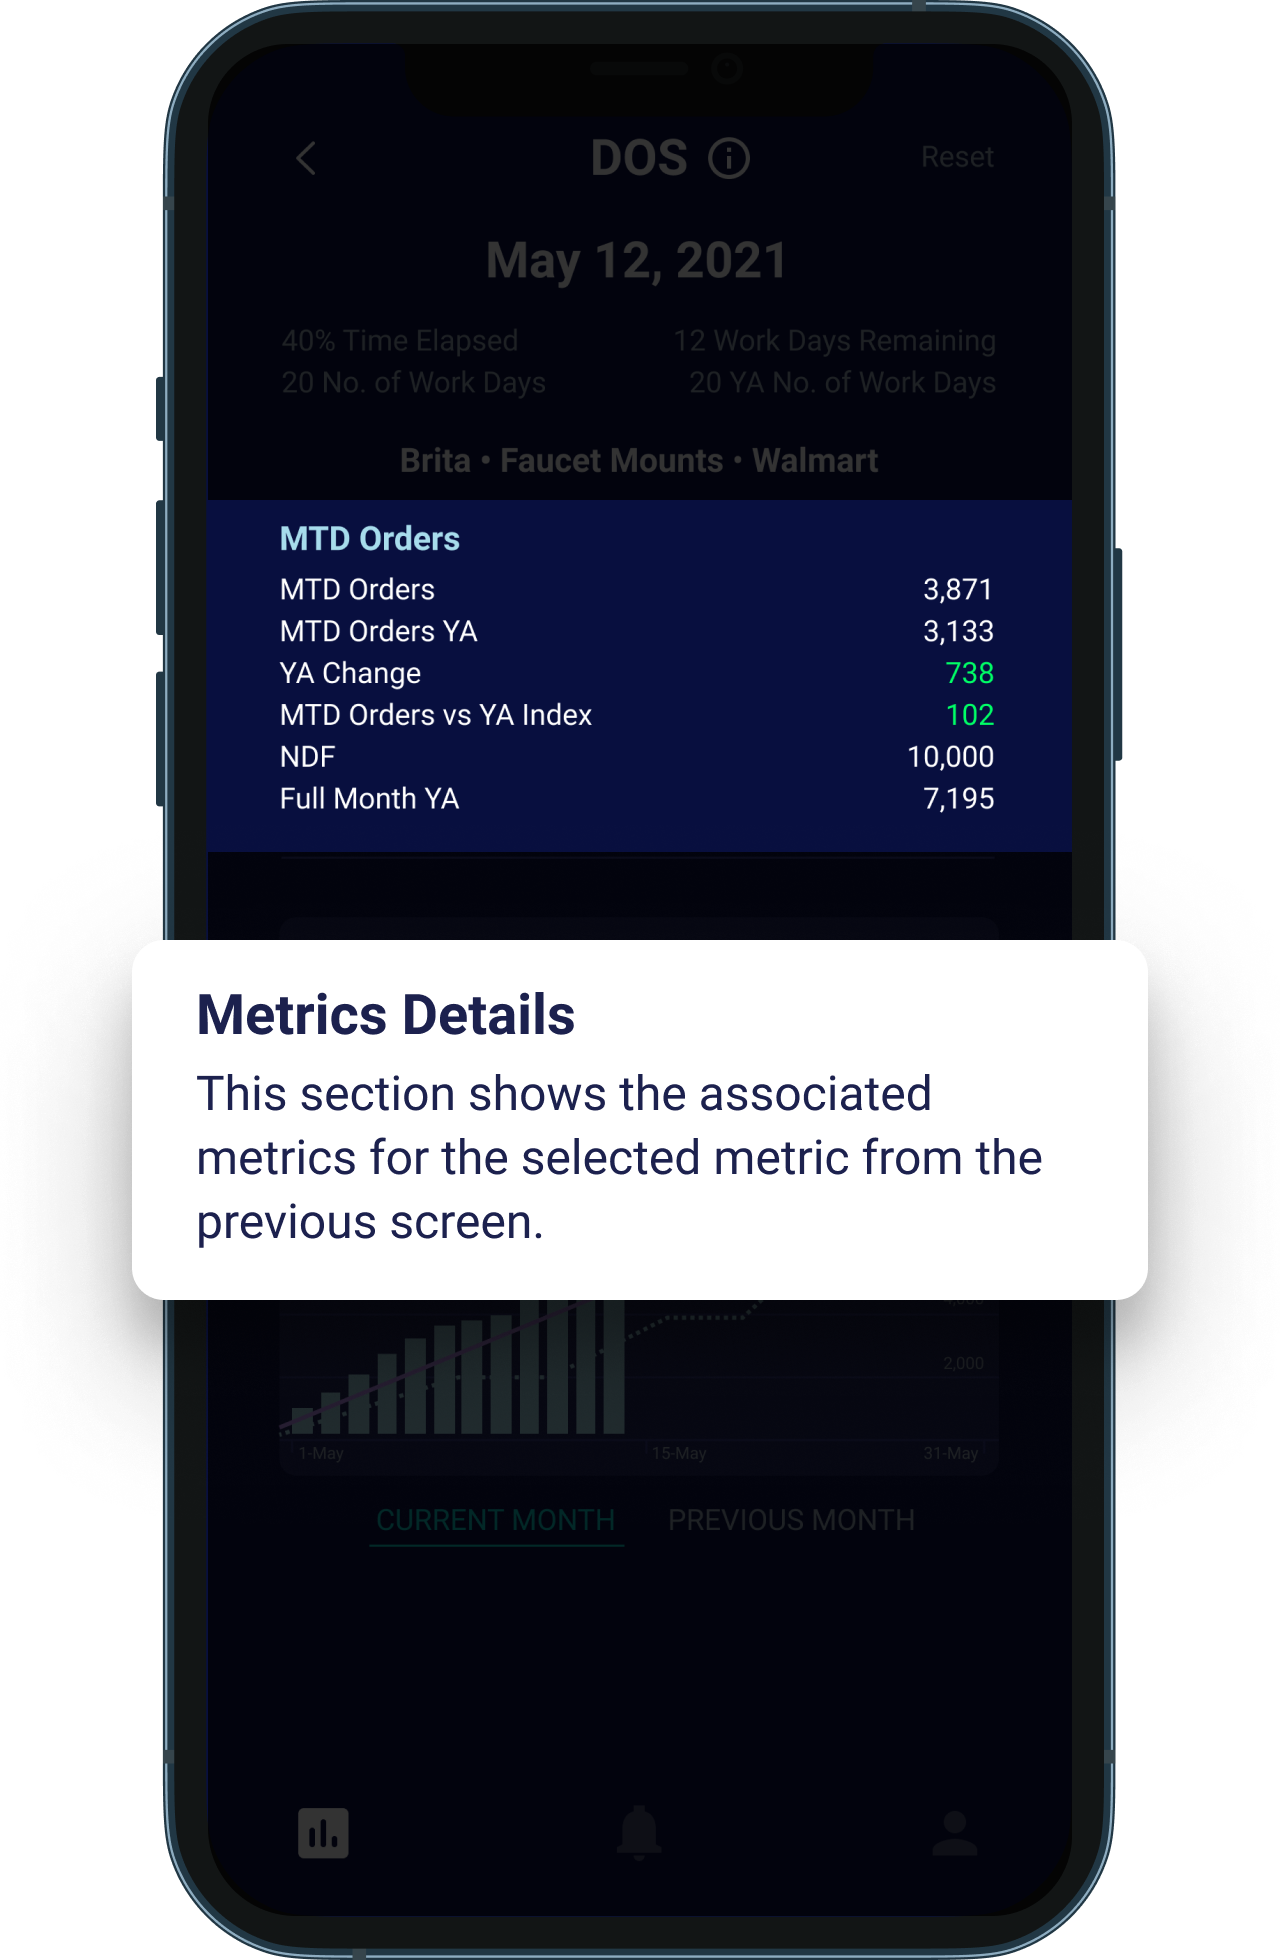 DOS
Reset
May 12, 2021
40% Time Elapsed
12 Work Days Remaining
20 No. of Work Days
20 YA No. of Work Days
Brita • Faucet Mounts • Walmart
MTD Orders
MTD Orders 3,871
MTD Orders YA 3,133
YA Change 738
MTD Orders vs YA Index 102
NDF 10,000
Full Month YA 7,195
Metrics Details
This section shows the associated
metrics for the selected metric from the
previous screen.
2,000
1-May
15-May
31-May
CURRENT MONTH
PREVIOUS MONTH